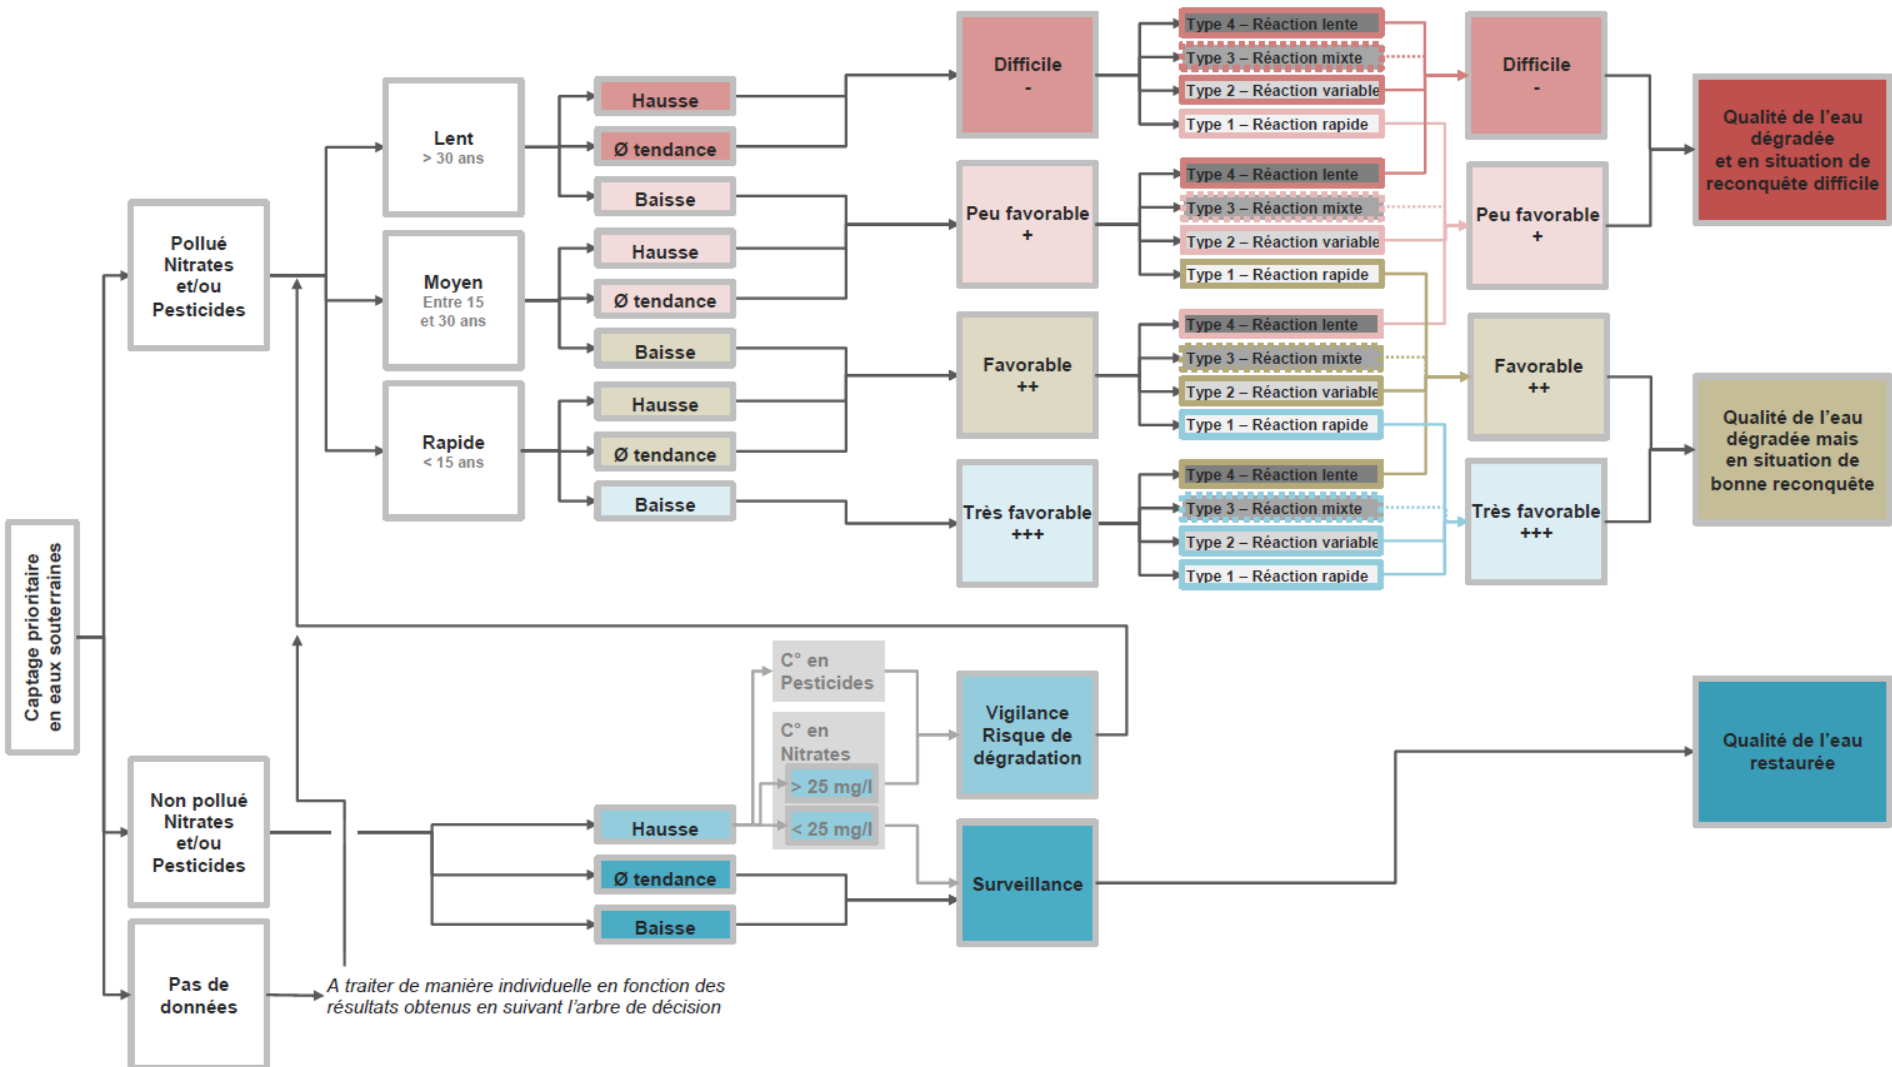 Captage prioritaire
en eaux souterraines
Pollué
Nitrates
et/ou
Pesticides
Non pollué
Nitrates
et/ou
Pesticides
Pas de
données
Lent
> 30 ans
Moyen
Entre 15
et 30 ans
Rapide
< 15 ans
Hausse
Ø tendance
Baisse
Hausse
Ø tendance
Baisse
Hausse
Ø tendance
Baisse
Hausse
Ø tendance
Baisse
A traiter de manière individuelle en fonction des
résultats obtenus en suivant l’arbre de décision
C° en
Pesticides
C° en
Nitrates
> 25 mg/l
< 25 mg/l
Difficile
-
Peu favorable
+
Favorable
++
Très favorable
+++
Vigilance
Risque de
dégradation
Surveillance
Type 4 – Réaction lente
Type 3 – Réaction mixte
Type 2 – Réaction variable
Type 1 – Réaction rapide
Type 4 – Réaction lente
Type 3 – Réaction mixte
Type 2 – Réaction variable
Type 1 – Réaction rapide
Type 4 – Réaction lente
Type 3 – Réaction mixte
Type 2 – Réaction variable
Type 1 – Réaction rapide
Type 4 – Réaction lente
Type 3 – Réaction mixte
Type 2 – Réaction variable
Type 1 – Réaction rapide
Difficile
-
Peu favorable
+
Favorable
++
Très favorable
+++
Qualité de l’eau
dégradée
et en situation de
reconquête difficile
Qualité de l’eau
dégradée mais
en situation de
bonne reconquête
Qualité de l’eau
restaurée